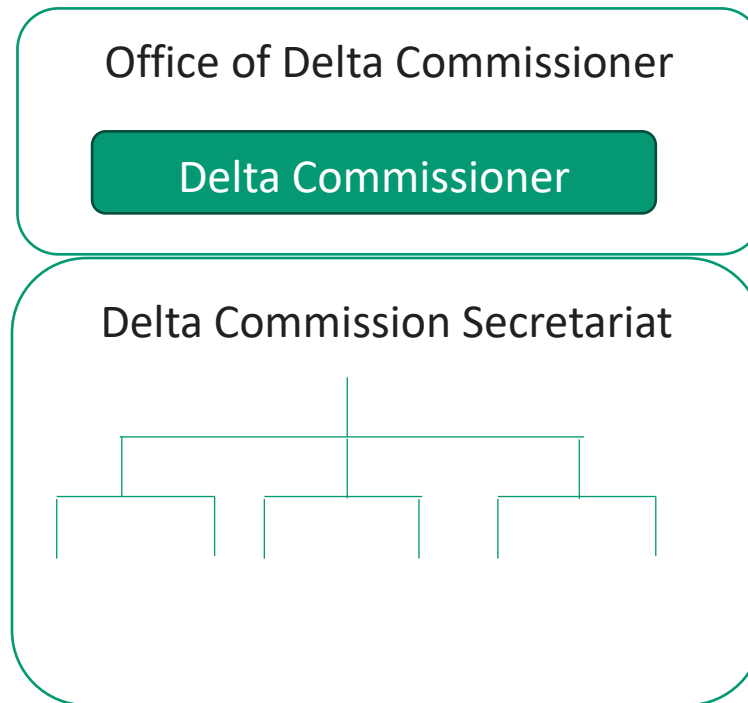 Office of Delta Commissioner
Delta Commissioner
Delta Commission Secretariat